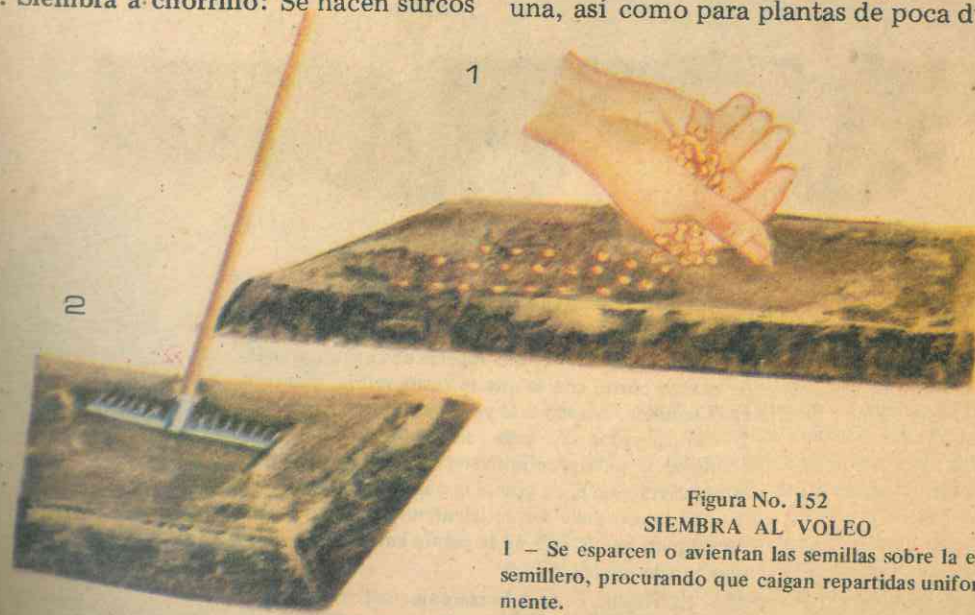 Siembra a chorrillo: Se hacen surcos
una, así como para plantas de poca
1
2
Figura No. 152
SIEMBRA AL VOLEO
1 – Se esparcen o avientan las semillas sobre la
semillero, procurando que caigan repartidas
mente.